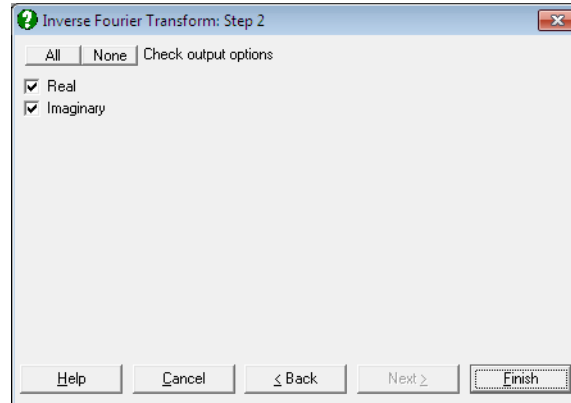 Inverse Fourier Transform: Step 2
All None Check output options
Real
Imaginary
Help Cancel < Back Next > Finish